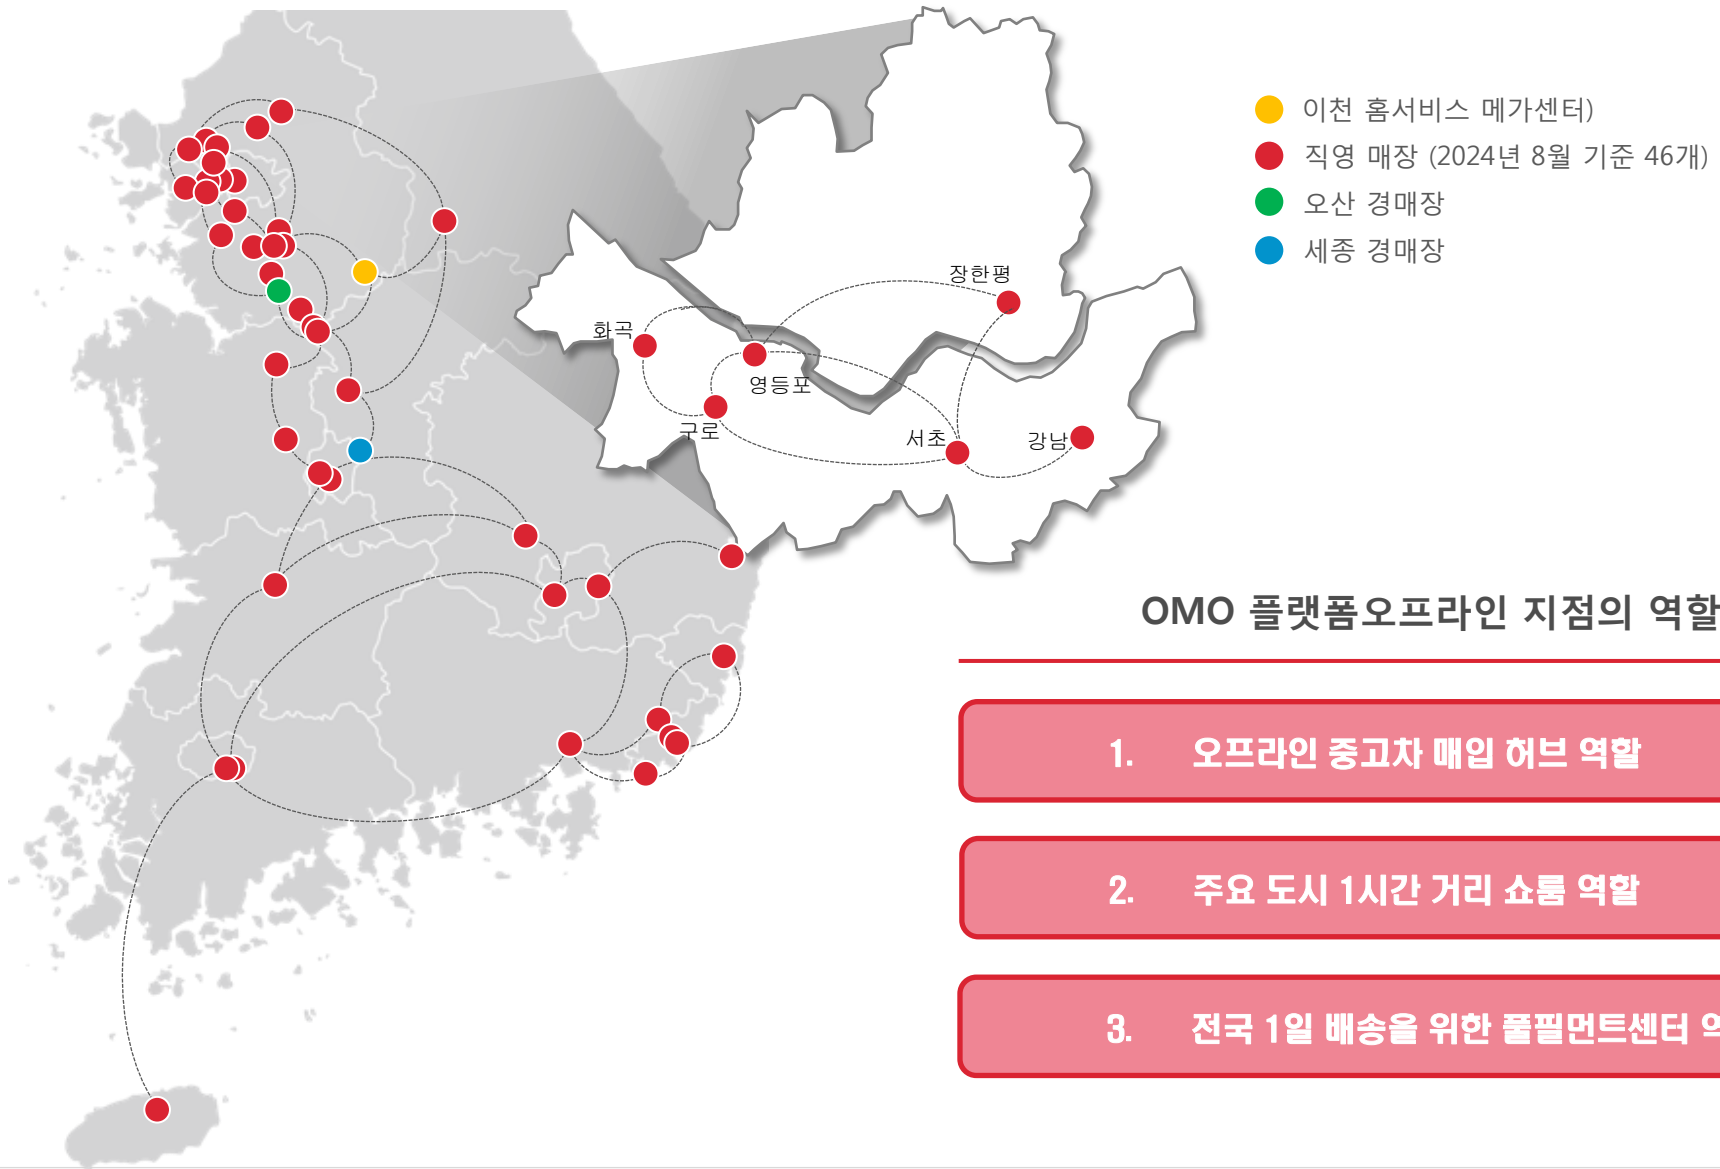 이천 홈서비스 메가센터)
직영 매장 (2024년 8월 기준 46개)
오산 경매장
세종 경매장
장한평
화곡
영등포
구로
서초
강남
OMO 플랫폼오프라인 지점의 역할
1. 오프라인 중고차 매입 허브 역할
2. 주요 도시 1시간 거리 쇼룸 역할
3. 전국 1일 배송을 위한 풀필먼트센터 역